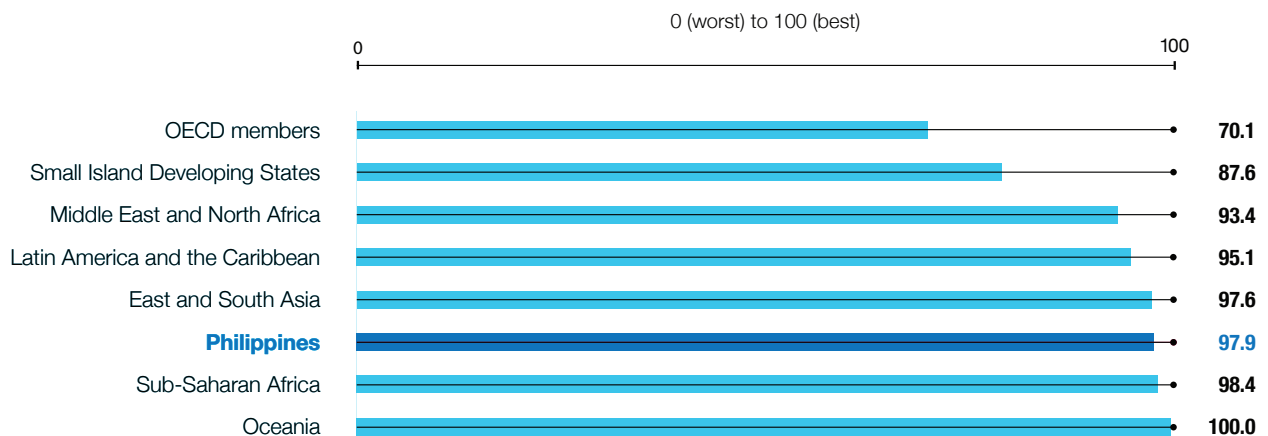 0 (worst) to 100 (best)
0 100
OECD members 70.1
Small Island Developing States 87.6
Middle East and North Africa 93.4
Latin America and the Caribbean 95.1
East and South Asia 97.6
Philippines 97.9
Sub-Saharan Africa 98.4
Oceania 100.0